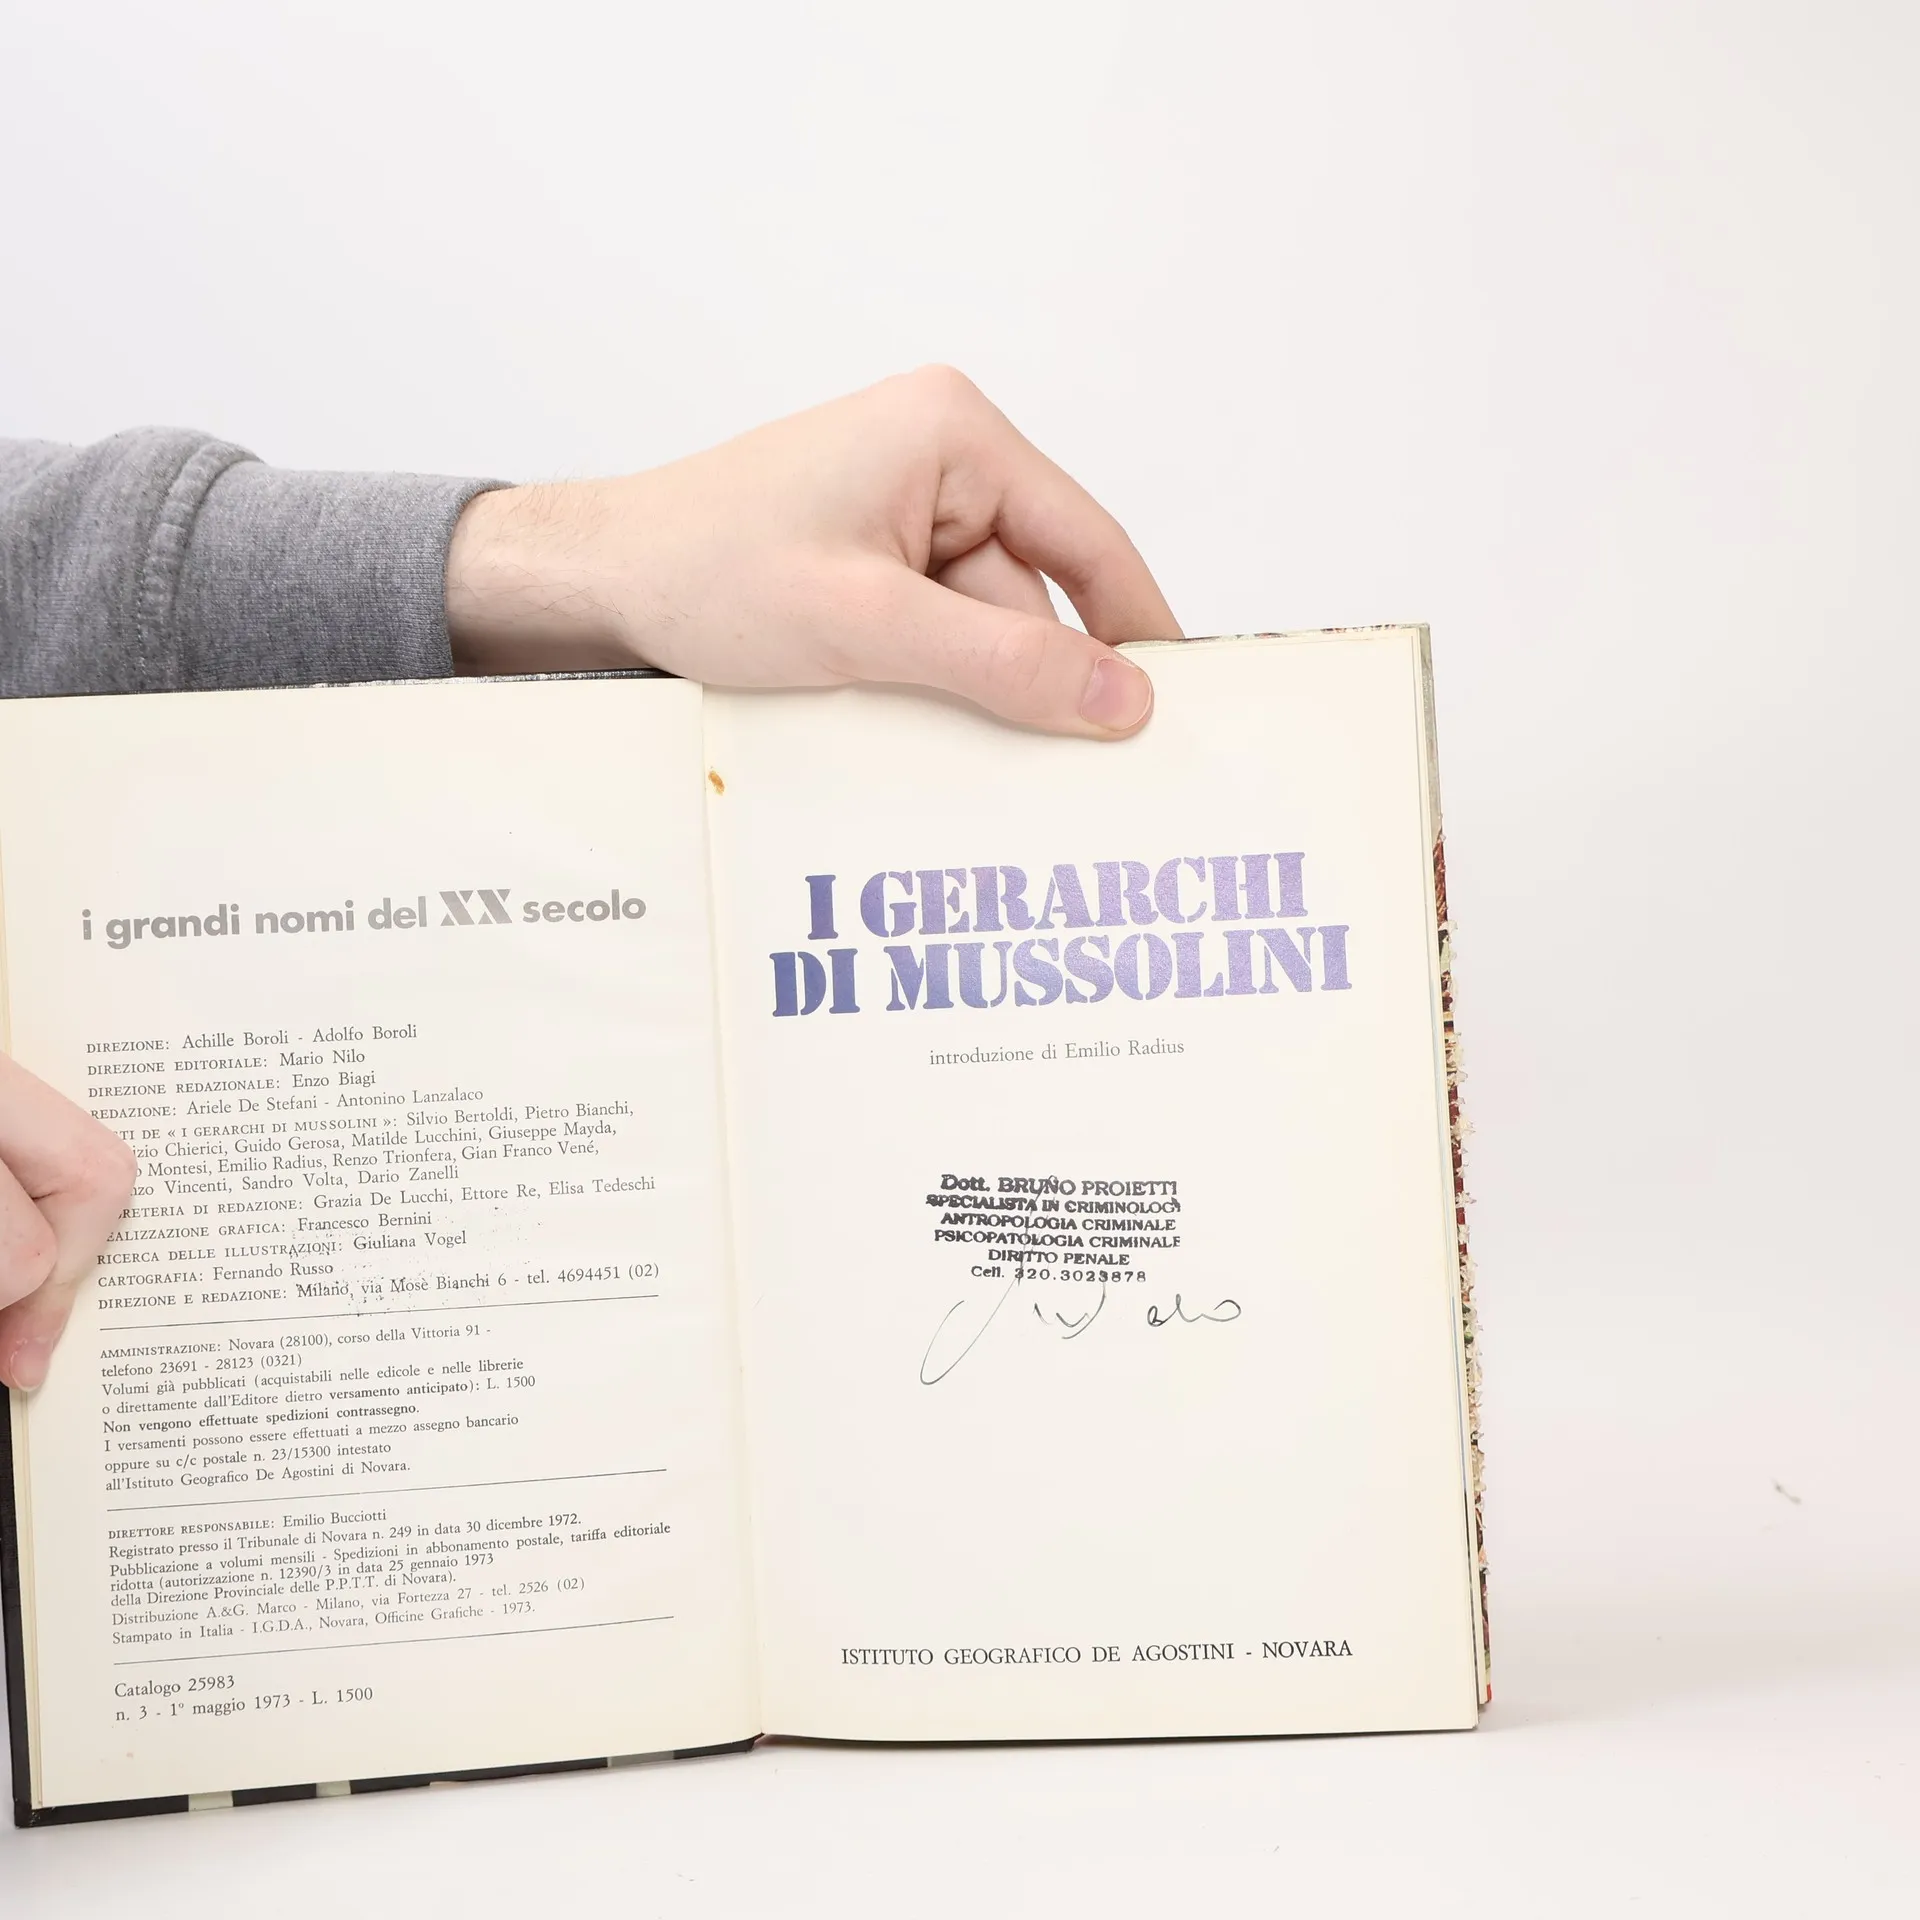 i grandi nomi del XX secolo
DIREZIONE: Achille Boroli - Adolfo Boroli
DIREZIONE EDITORIALE: Mario Nilo
DIREZIONE REDAZIONALE: Enzo Biagi
REDAZIONE: Ariele De Stefani - Antonino Lanzalaco
DE « I GERARCHI DI MUSSOLINI »: Silvio Bertoldi, Pietro Bianchi,
Chierici, Guido Gerosa, Matilde Lucchini, Giuseppe Mayda,
Montesi, Emilio Radius, Renzo Trionfera, Gian Franco Vené,
Vincenti, Sandro Volta, Dario Zanelli
DI REDAZIONE: Grazia De Lucchi, Ettore Re, Elisa Tedeschi
GRAFICA: Francesco Bernini
RICERCA DELLE ILLUSTRAZIONI: Giuliana Vogel
CARTOGRAFIA: Fernando Russo
DIREZIONE E REDAZIONE: Milano, via Mosè Bianchi 6 - tel. 4694451 (02)
AMMINISTRAZIONE: Novara (28100), corso della Vittoria 91 -
telefono 23691 - 28123 (0321)
Volumi già pubblicati (acquistabili nelle edicole e nelle librerie
o direttamente dall'Editore dietro versamento anticipato): L. 1500
Non vengono effettuate spedizioni contrassegno.
I versamenti possono essere effettuati a mezzo assegno bancario
oppure su c/c postale n. 23/15300 intestato
all'Istituto Geografico De Agostini di Novara.
DIRETTORE RESPONSABILE: Emilio Bucciotti
Registrato presso il Tribunale di Novara n. 249 in data 30 dicembre 1972.
Pubblicazione a volumi mensili - Spedizioni in abbonamento postale, tariffa editoriale
ridotta (autorizzazione n. 12390/3 in data 25 gennaio 1973
della Direzione Provinciale delle P.P.T.T. di Novara).
Distribuzione A.&G. Marco - Milano, via Fortezza 27 - tel. 2526 (02)
Stampato in Italia - I.G.D.A., Novara, Officine Grafiche - 1973.
Catalogo 25983
n. 3 - 1º maggio 1973 - L. 1500
I GERARCHI
DI MUSSOLINI
introduzione di Emilio Radius
Dott. BRUNO PROIETTI
SPECIALISTA IN CRIMINOLOGI
ANTROPOLOGIA CRIMINALE
PSICOPATOLOGIA CRIMINALE
DIRITTO PENALE
Cell. 320.3023878
ISTITUTO GEOGRAFICO DE AGOSTINI - NOVARA